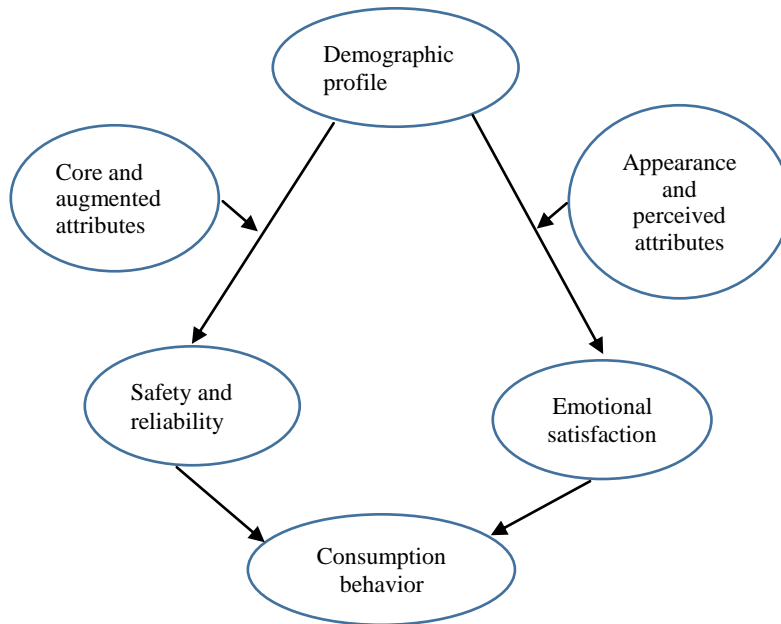 Demographic
profile
Core and
augmented
attributes
Appearance
and
perceived
attributes
Safety and
reliability
Emotional
satisfaction
Consumption
behavior